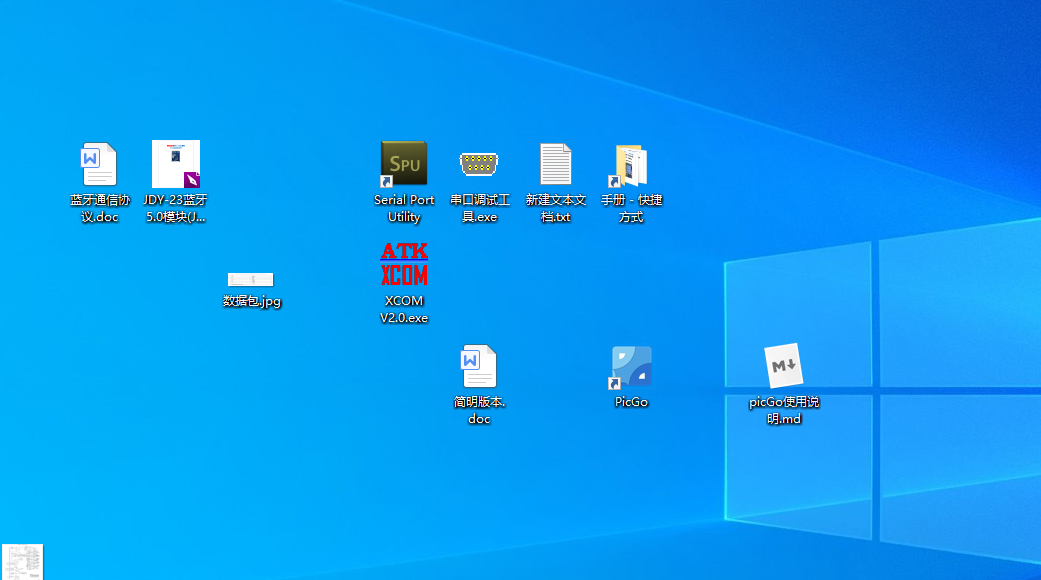 蓝牙通信协
议.doc
JDY-23蓝牙
5.0模块(J...
SPU
Serial Port
Utility
串口调试工
具.exe
新建文本文
档.txt
手册 - 快捷
方式
数据包.jpg
ATK
XCOM
XCOM
V2.0.exe
W
W
简明版本.
doc
PicGo
M
picGo使用说
明.md